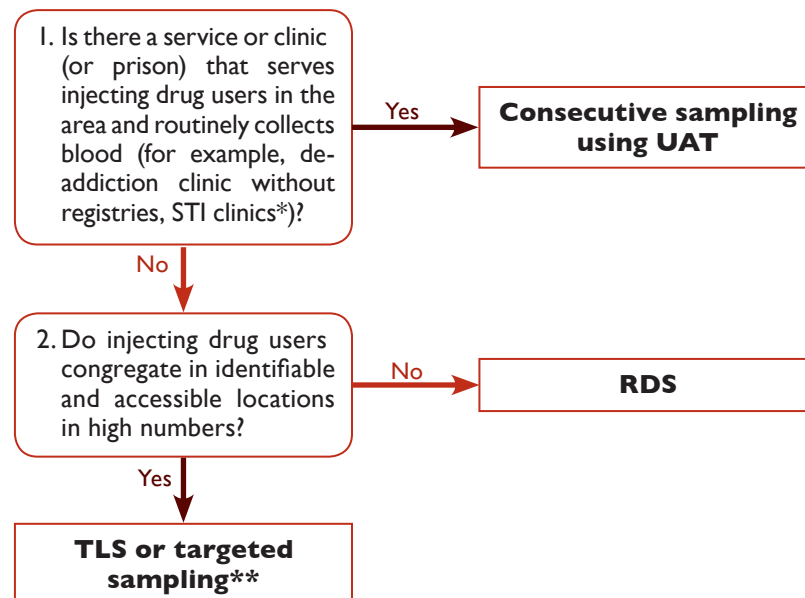 1. Is there a service or clinic
(or prison) that serves
injecting drug users in the
area and routinely collects
blood (for example, de-
addiction clinic without
registries, STI clinics*)?
Yes
Consecutive sampling
using UAT
No
2. Do injecting drug users
congregate in identifiable
and accessible locations
in high numbers?
No
RDS
Yes
TLS or targeted
sampling**